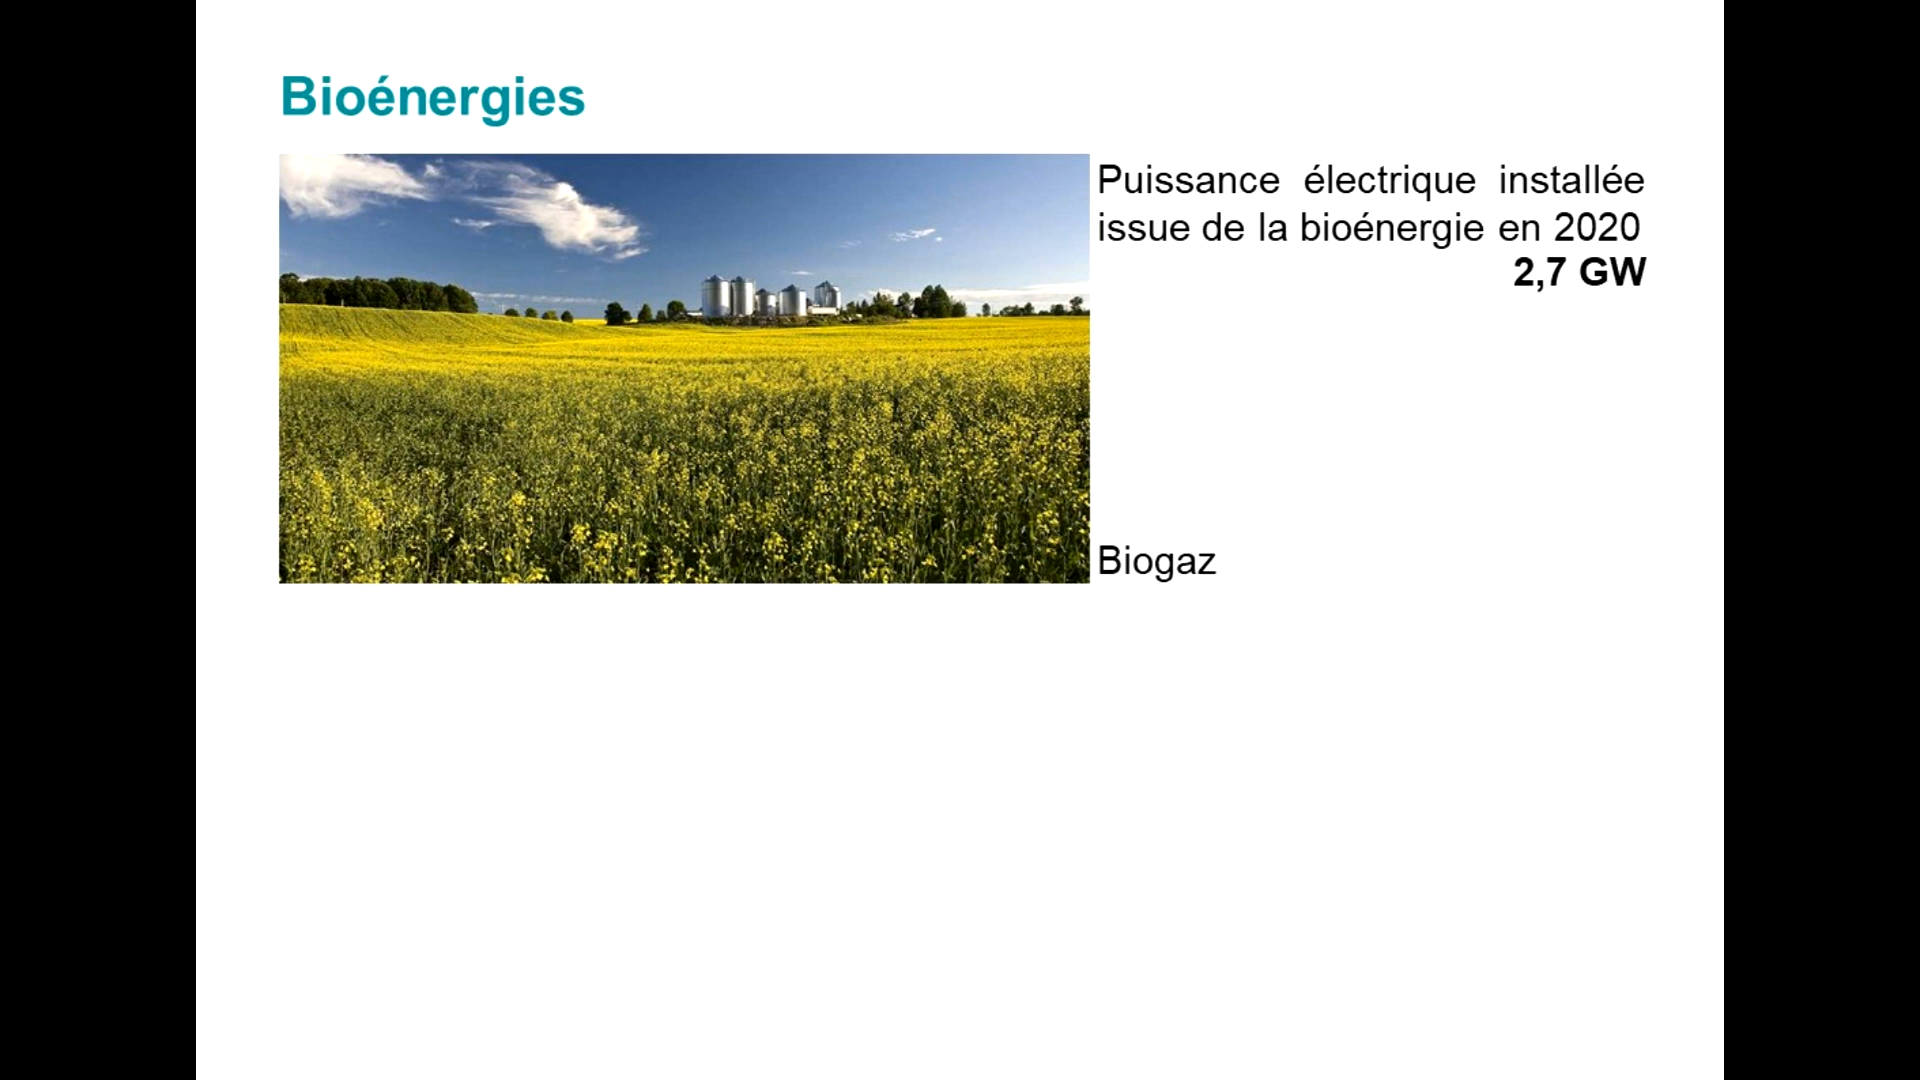 Bioénergies
Puissance électrique installée
issue de la bioénergie en 2020
2,7 GW
Biogaz